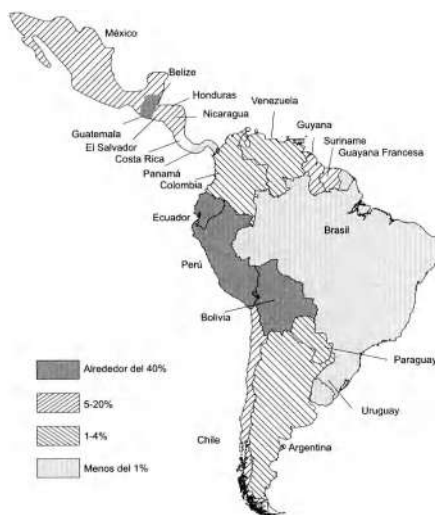 México
Belize
Honduras
Nicaragua
Venezuela
Guyana
Suriname
Guayana Francesa
Guatemala
El Salvador
Costa Rica
Panamá
Colombia
Ecuador
Brasil
Perú
Bolivia
Paraguay
Uruguay
Chile
Argentina
Alrededor del 40%
5-20%
1-4%
Menos del 1%